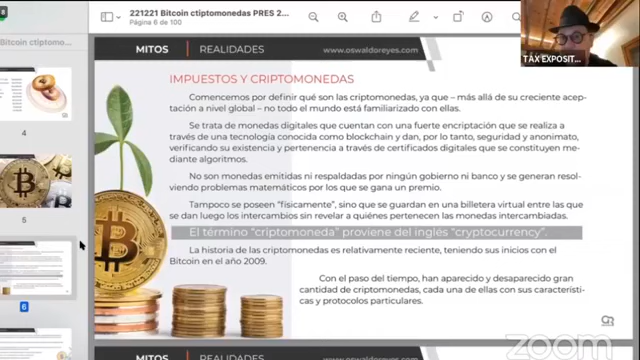 8
221221 Bitcoin criptomonedas PRES 2...
Página 6 de 100
Bitcoin ctiptomo...
TAX EXPOSIT...
4
5
6
MITOS | REALIDADES
www.oswaldoreyes.com
IMPUESTOS Y CRIPTOMONEDAS
Comencemos por definir qué son las criptomonedas, ya que – más allá de su creciente acep-
tación a nivel global – no todo el mundo está familiarizado con ellas.
Se trata de monedas digitales que cuentan con una fuerte encriptación que se realiza a
través de una tecnología conocida como blockchain y dan, por lo tanto, seguridad y anonimato,
verificando su existencia y pertenencia a través de certificados digitales que se constituyen me-
diante algoritmos.
No son monedas emitidas ni respaldadas por ningún gobierno ni banco y se generan resol-
viendo problemas matemáticos por los que se gana un premio.
Tampoco se poseen “físicamente”, sino que se guardan en una billetera virtual entre las que
se dan luego los intercambios sin revelar a quiénes pertenecen las monedas intercambiadas.
El término “criptomoneda” proviene del inglés “cryptocurrency”.
La historia de las criptomonedas es relativamente reciente, teniendo sus inicios con el
Bitcoin en el año 2009.
Con el paso del tiempo, han aparecido y desaparecido gran
cantidad de criptomonedas, cada una de ellas con sus característi-
cas y protocolos particulares.
zoom
MITOS | REALIDADES
www.oswaldoreyes.com